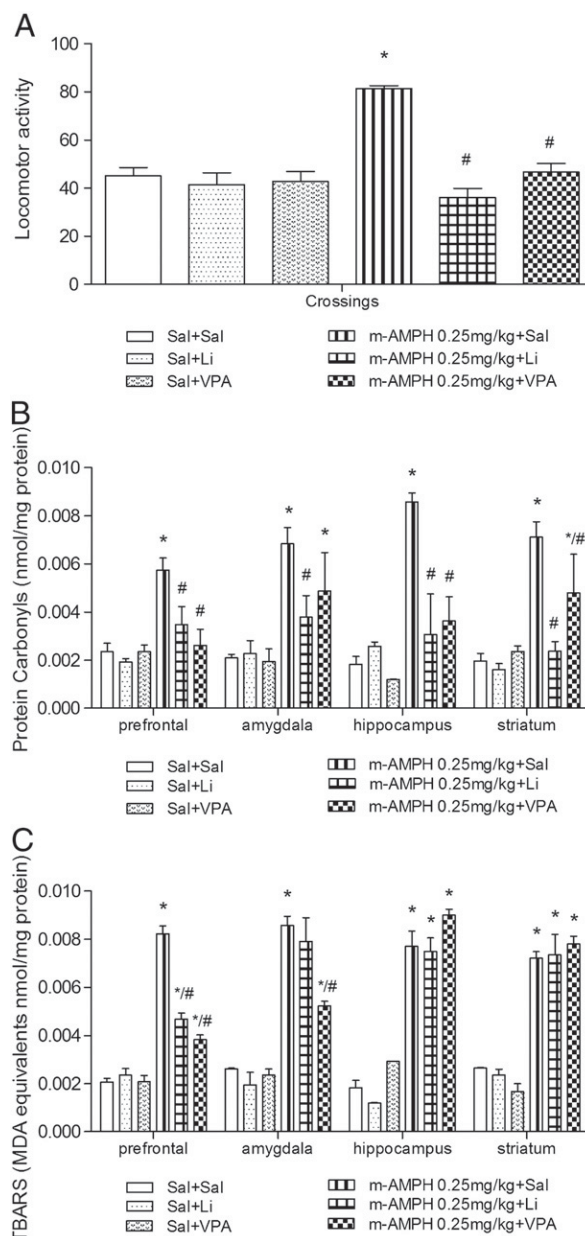 A
Locomotor activity
100
80
60
40
20
0
*
#
#
Crossings
Sal+Sal
Sal+Li
Sal+VPA
m-AMPH 0.25mg/kg+Sal
m-AMPH 0.25mg/kg+Li
m-AMPH 0.25mg/kg+VPA
B
Protein Carbonyls (nmol/mg protein)
0.010
0.008
0.006
0.004
0.002
0.000
*
#
#
*
#
*
*
#
#
*
#
*/#
prefrontal amygdala hippocampus striatum
Sal+Sal
Sal+Li
Sal+VPA
m-AMPH 0.25mg/kg+Sal
m-AMPH 0.25mg/kg+Li
m-AMPH 0.25mg/kg+VPA
C
TBARS (MDA equivalents nmol/mg protein)
0.010
0.008
0.006
0.004
0.002
0.000
*
*/#
*/#
*
*/#
*
*
*
*
*
*
prefrontal amygdala hippocampus striatum
Sal+Sal
Sal+Li
Sal+VPA
m-AMPH 0.25mg/kg+Sal
m-AMPH 0.25mg/kg+Li
m-AMPH 0.25mg/kg+VPA